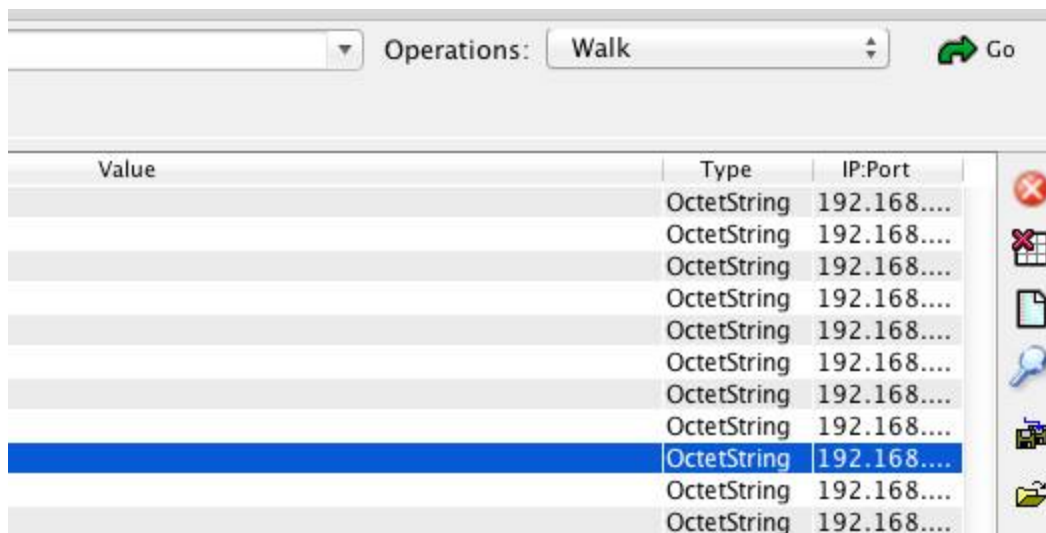 Operations: Walk Go
Value Type IP:Port
OctetString 192.168....
OctetString 192.168....
OctetString 192.168....
OctetString 192.168....
OctetString 192.168....
OctetString 192.168....
OctetString 192.168....
OctetString 192.168....
OctetString 192.168....
OctetString 192.168....
OctetString 192.168....